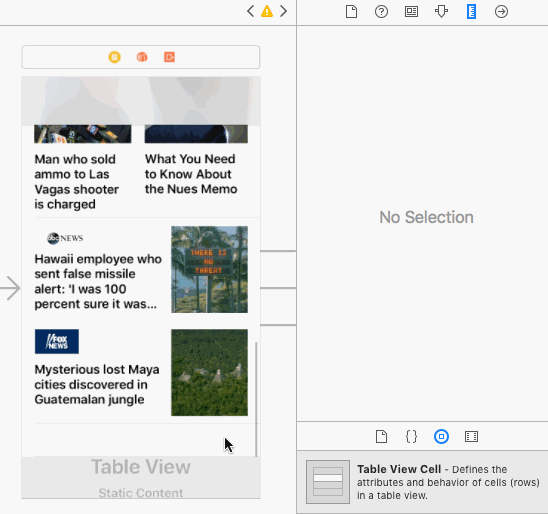 Man who sold
ammo to Las
Vegas shooter
is charged
What You Need
to Know About
the Nues Memo
abc NEWS
Hawaii employee who
sent false missile
alert: 'I was 100
percent sure it was...
THERE IS
NO
THREAT
FOX
NEWS
Mysterious lost Maya
cities discovered in
Guatemalan jungle
Table View
Static Content
No Selection
{ }
Table View Cell - Defines the
attributes and behavior of cells (rows)
in a table view.